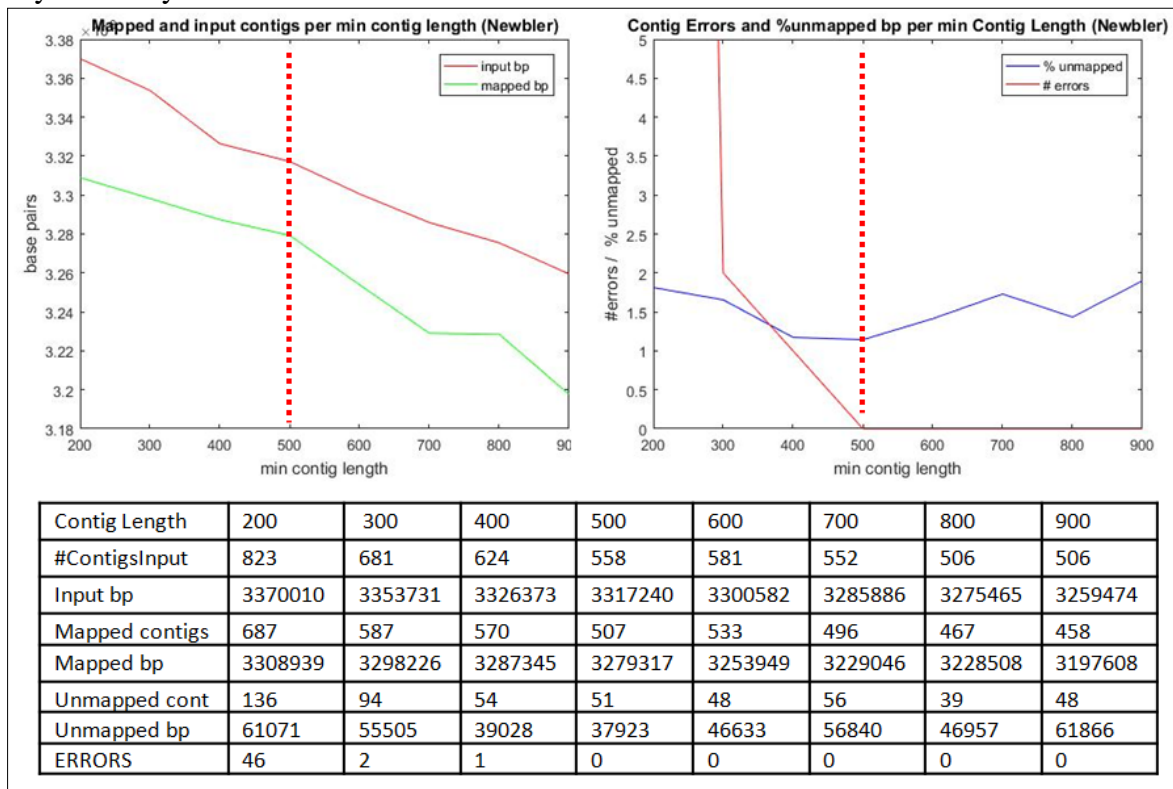 Mapped and input contigs per min contig length (Newbler)
3.38
3.36
3.34
3.32
3.3
3.28
3.26
3.24
3.22
3.2
3.18
base pairs
input bp
mapped bp
200 300 400 500 600 700 800 90
min contig length
Contig Errors and %unmapped bp per min Contig Length (Newbler)
5
4.5
4
3.5
3
2.5
2
1.5
1
0.5
0
#errors / % unmapped
% unmapped
# errors
200 300 400 500 600 700 800 900
min contig length
Contig Length 200 300 400 500 600 700 800 900
#ContigsInput 823 681 624 558 581 552 506 506
Input bp 3370010 3353731 3326373 3317240 3300582 3285886 3275465 3259474
Mapped contigs 687 587 570 507 533 496 467 458
Mapped bp 3308939 3298226 3287345 3279317 3253949 3229046 3228508 3197608
Unmapped cont 136 94 54 51 48 56 39 48
Unmapped bp 61071 55505 39028 37923 46633 56840 46957 61866
ERRORS 46 2 1 0 0 0 0 0